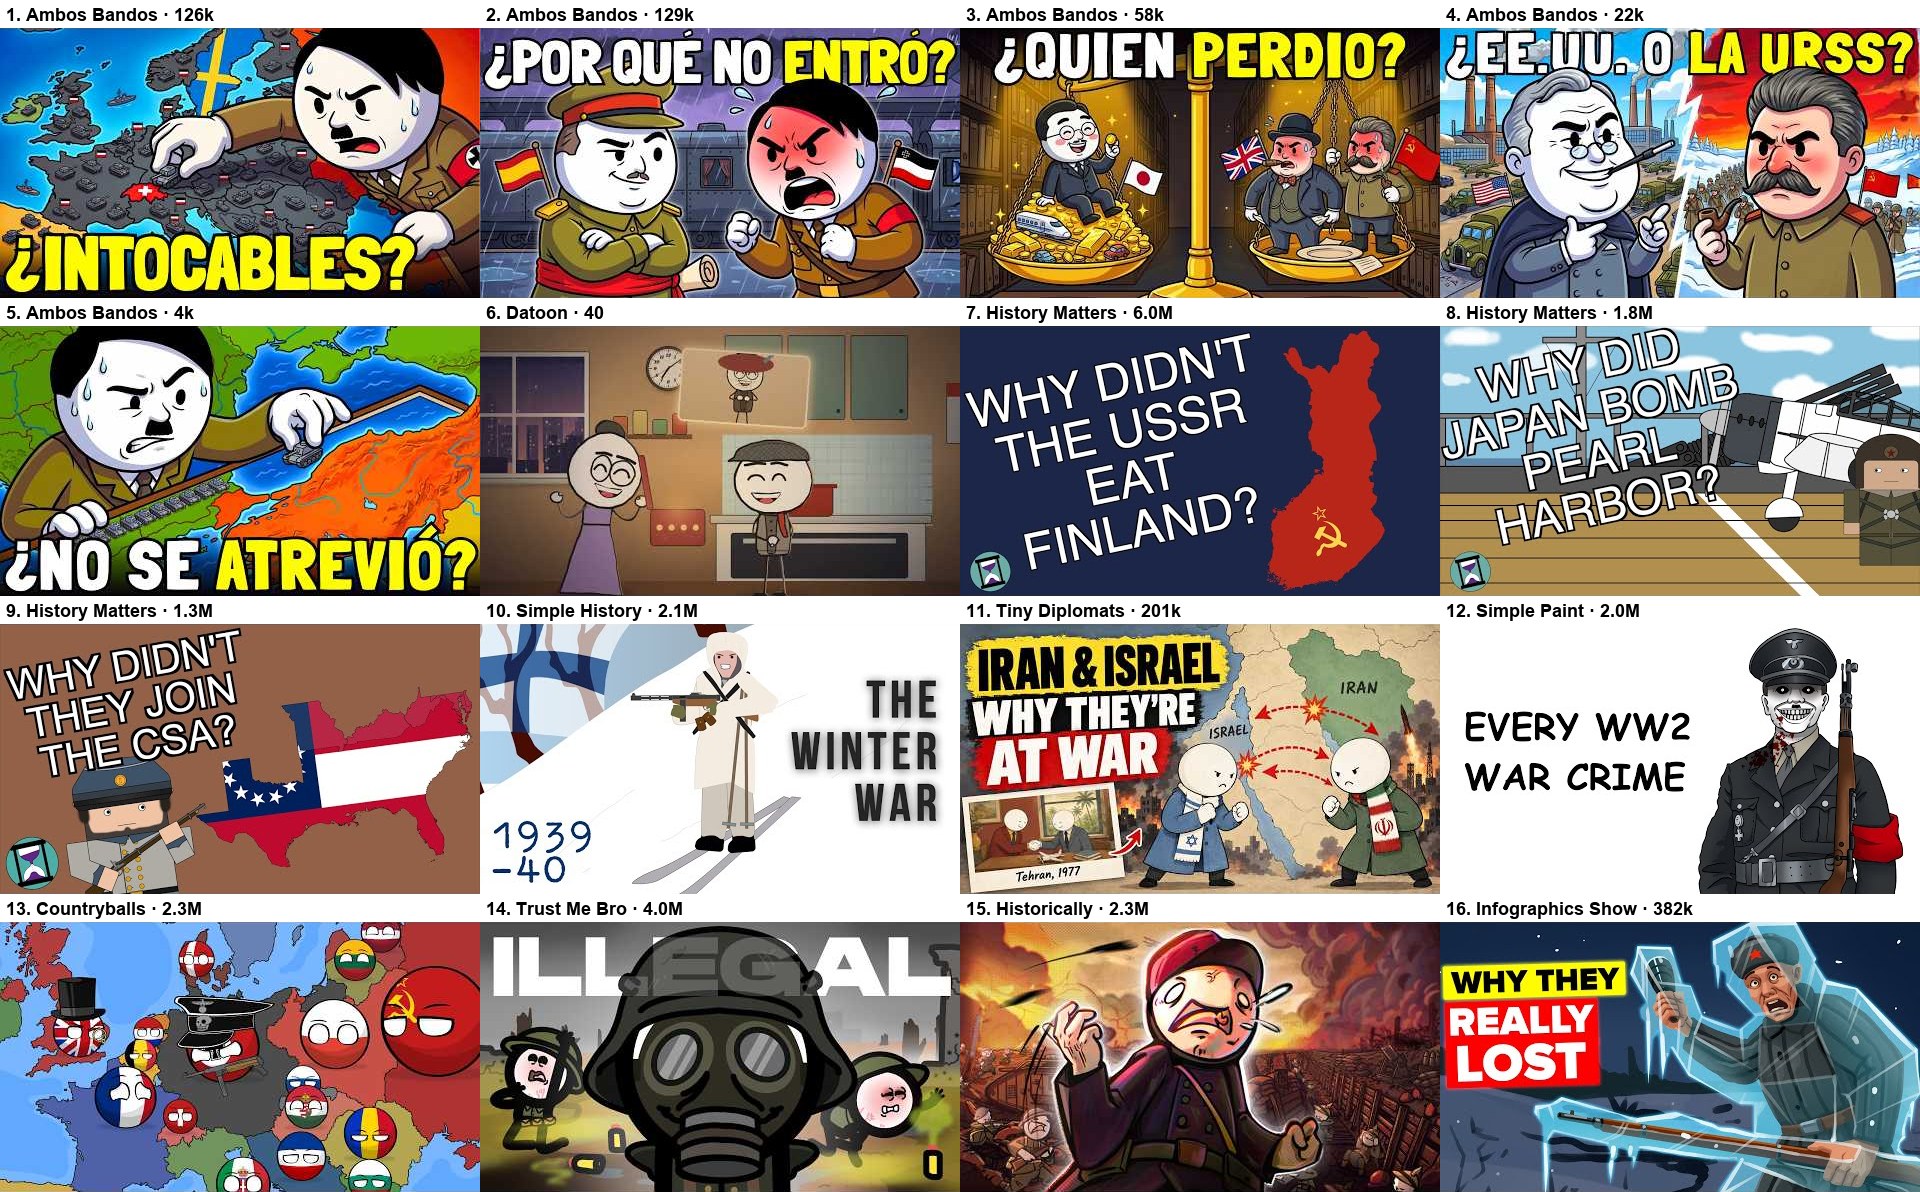 1. Ambos Bandos · 126k
¿INTOCABLES?
2. Ambos Bandos · 129k
¿POR QUÉ NO ENTRÓ?
3. Ambos Bandos · 58k
¿QUIEN PERDIO?
4. Ambos Bandos · 22k
¿EE.UU. O LA URSS?
5. Ambos Bandos · 4k
¿NO SE ATREVIÓ?
6. Datoon · 40
7. History Matters · 6.0M
WHY DIDN'T
THE USSR
EAT
FINLAND?
8. History Matters · 1.8M
WHY DID
JAPAN BOMB
PEARL
HARBOR?
9. History Matters · 1.3M
WHY DIDN'T
THEY JOIN
THE CSA?
10. Simple History · 2.1M
THE
WINTER
WAR
1939
-40
11. Tiny Diplomats · 201k
IRAN & ISRAEL
WHY THEY'RE
AT WAR
IRAN
ISRAEL
Tehran, 1977
12. Simple Paint · 2.0M
EVERY WW2
WAR CRIME
13. Countryballs · 2.3M
14. Trust Me Bro · 4.0M
ILLEGAL
15. Historically · 2.3M
16. Infographics Show · 382k
WHY THEY
REALLY
LOST